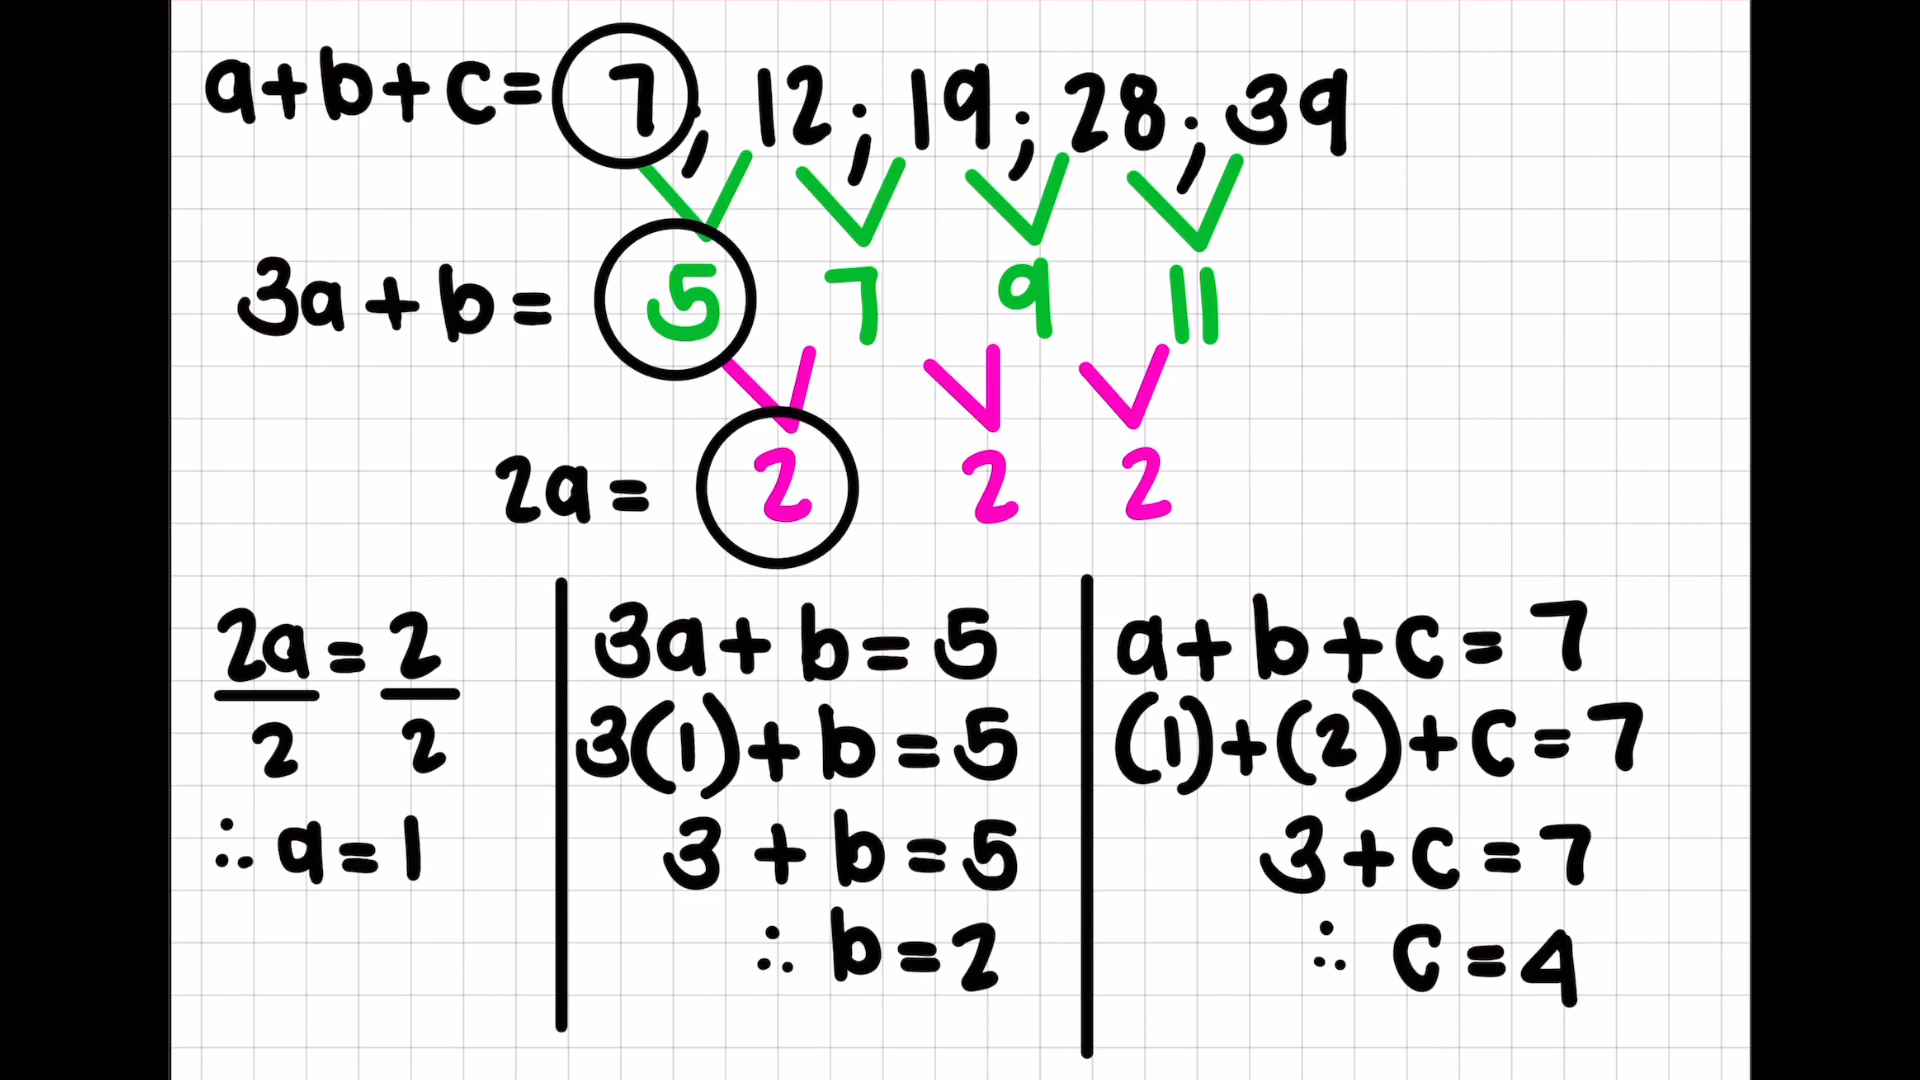 a+b+c= 7; 12; 19; 28; 39
3a+b= 5 7 9 11
2a= 2 2 2
2a/2 = 2/2
∴ a=1
3a+b=5
3(1)+b=5
3+b=5
∴ b=2
a+b+c=7
(1)+(2)+c=7
3+c=7
∴ c=4